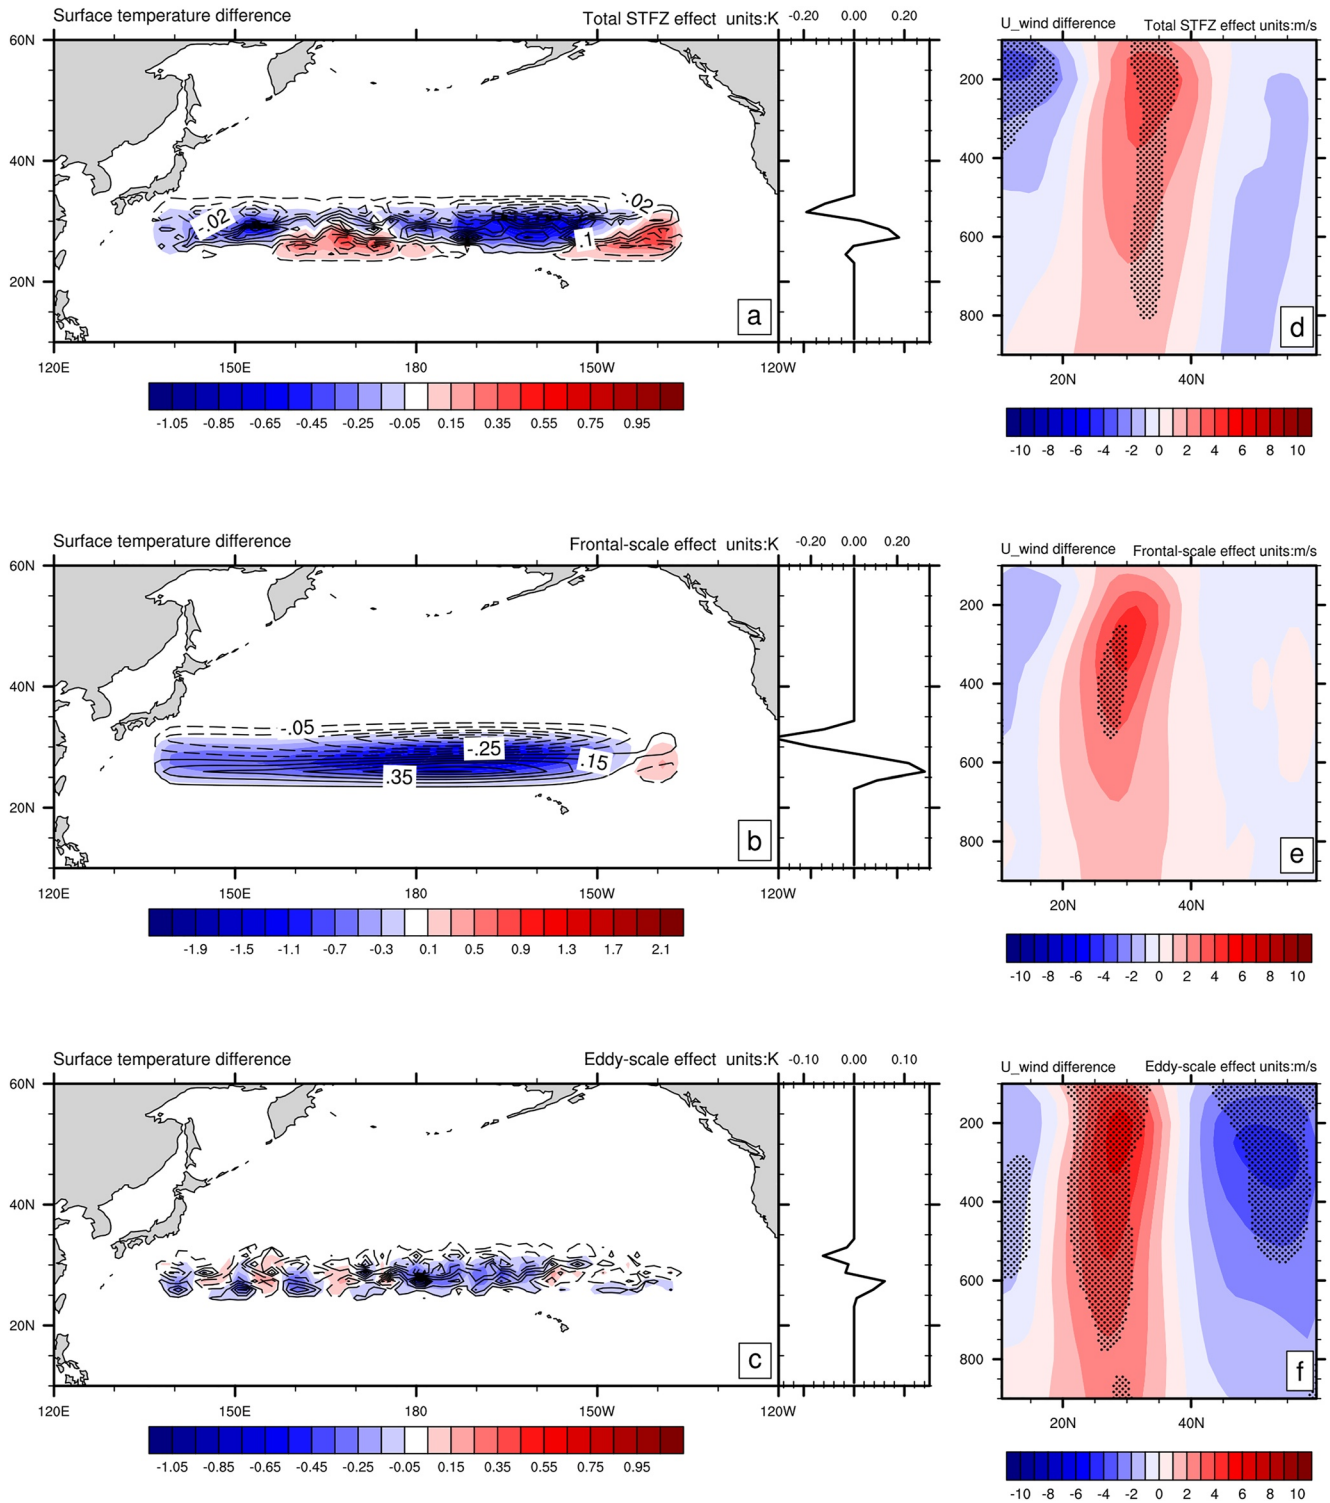 Surface temperature difference Total STFZ effect units:K -0.20 0.00 0.20
60N
40N
20N
-.02
-.02
.1
a
120E 150E 180 150W 120W
-1.05 -0.85 -0.65 -0.45 -0.25 -0.05 0.15 0.35 0.55 0.75 0.95
U_wind difference Total STFZ effect units:m/s
200
400
600
800
d
20N 40N
-10 -8 -6 -4 -2 0 2 4 6 8 10
Surface temperature difference Frontal-scale effect units:K -0.20 0.00 0.20
60N
40N
20N
-.05
-.25
.15
.35
b
120E 150E 180 150W 120W
-1.9 -1.5 -1.1 -0.7 -0.3 0.1 0.5 0.9 1.3 1.7 2.1
U_wind difference Frontal-scale effect units:m/s
200
400
600
800
e
20N 40N
-10 -8 -6 -4 -2 0 2 4 6 8 10
Surface temperature difference Eddy-scale effect units:K -0.10 0.00 0.10
60N
40N
20N
c
120E 150E 180 150W 120W
-1.05 -0.85 -0.65 -0.45 -0.25 -0.05 0.15 0.35 0.55 0.75 0.95
U_wind difference Eddy-scale effect units:m/s
200
400
600
800
f
20N 40N
-10 -8 -6 -4 -2 0 2 4 6 8 10